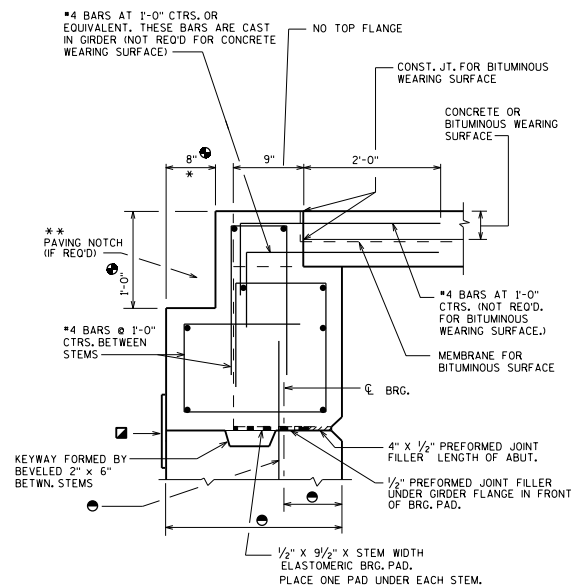 #4 BARS AT 1'-0" CTRS. OR
EQUIVALENT. THESE BARS ARE CAST
IN GIRDER (NOT REQ'D FOR CONCRETE
WEARING SURFACE)
NO TOP FLANGE
CONST. JT. FOR BITUMINOUS
WEARING SURFACE
CONCRETE OR
BITUMINOUS WEARING
SURFACE
8"
*
9"
2'-0"
**
PAVING NOTCH
(IF REQ'D)
1'-0"
#4 BARS AT 1'-0"
CTRS. (NOT REQ'D.
FOR BITUMINOUS
WEARING SURFACE.)
#4 BARS @ 1'-0"
CTRS. BETWEEN
STEMS
MEMBRANE FOR
BITUMINOUS SURFACE
℄ BRG.
KEYWAY FORMED BY
BEVELED 2" x 6"
BETWN. STEMS
4" X 1/2" PREFORMED JOINT
FILLER LENGTH OF ABUT.
1/2" PREFORMED JOINT FILLER
UNDER GIRDER FLANGE IN FRONT
OF BRG. PAD.
1/2" X 9 1/2" X STEM WIDTH
ELASTOMERIC BRG. PAD.
PLACE ONE PAD UNDER EACH STEM.